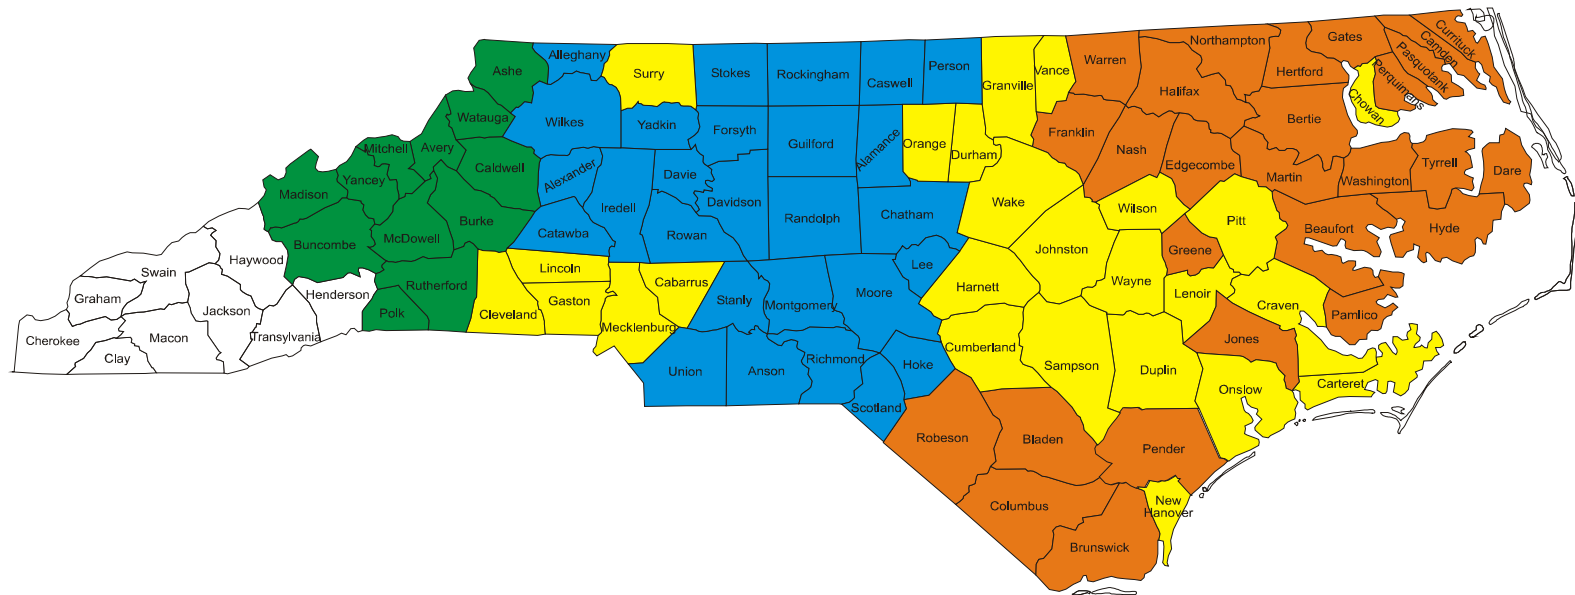 Ashe
Alleghany
Surry
Stokes
Rockingham
Caswell
Person
Granville
Vance
Warren
Northampton
Gates
Currituck
Camden
Pasquotank
Perquimans
Chowan
Hertford
Halifax
Bertie
Watauga
Wilkes
Yadkin
Forsyth
Guilford
Alamance
Orange
Durham
Franklin
Nash
Edgecombe
Martin
Washington
Tyrrell
Dare
Mitchell
Avery
Caldwell
Alexander
Davie
Iredell
Davidson
Randolph
Chatham
Wake
Wilson
Pitt
Beaufort
Hyde
Madison
Yancey
Burke
McDowell
Buncombe
Catawba
Rowan
Johnston
Greene
Haywood
Swain
Rutherford
Lincoln
Cabarrus
Lee
Harnett
Wayne
Lenoir
Craven
Pamlico
Graham
Jackson
Henderson
Polk
Cleveland
Gaston
Mecklenburg
Stanly
Montgomery
Moore
Cherokee
Macon
Clay
Transylvania
Cumberland
Sampson
Duplin
Jones
Onslow
Carteret
Union
Anson
Richmond
Hoke
Scotland
Robeson
Bladen
Pender
Columbus
New
Hanover
Brunswick